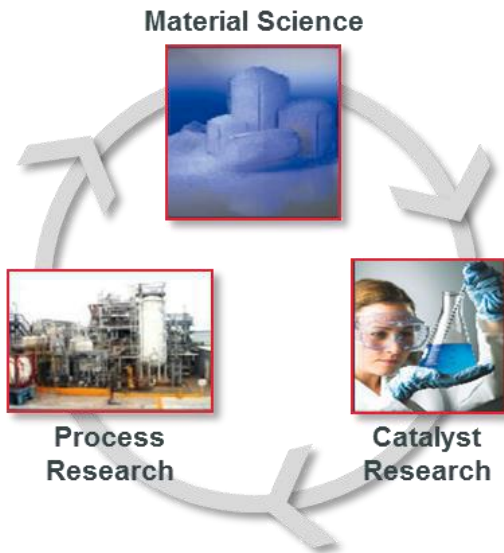 Material Science
Process
Research
Catalyst
Research